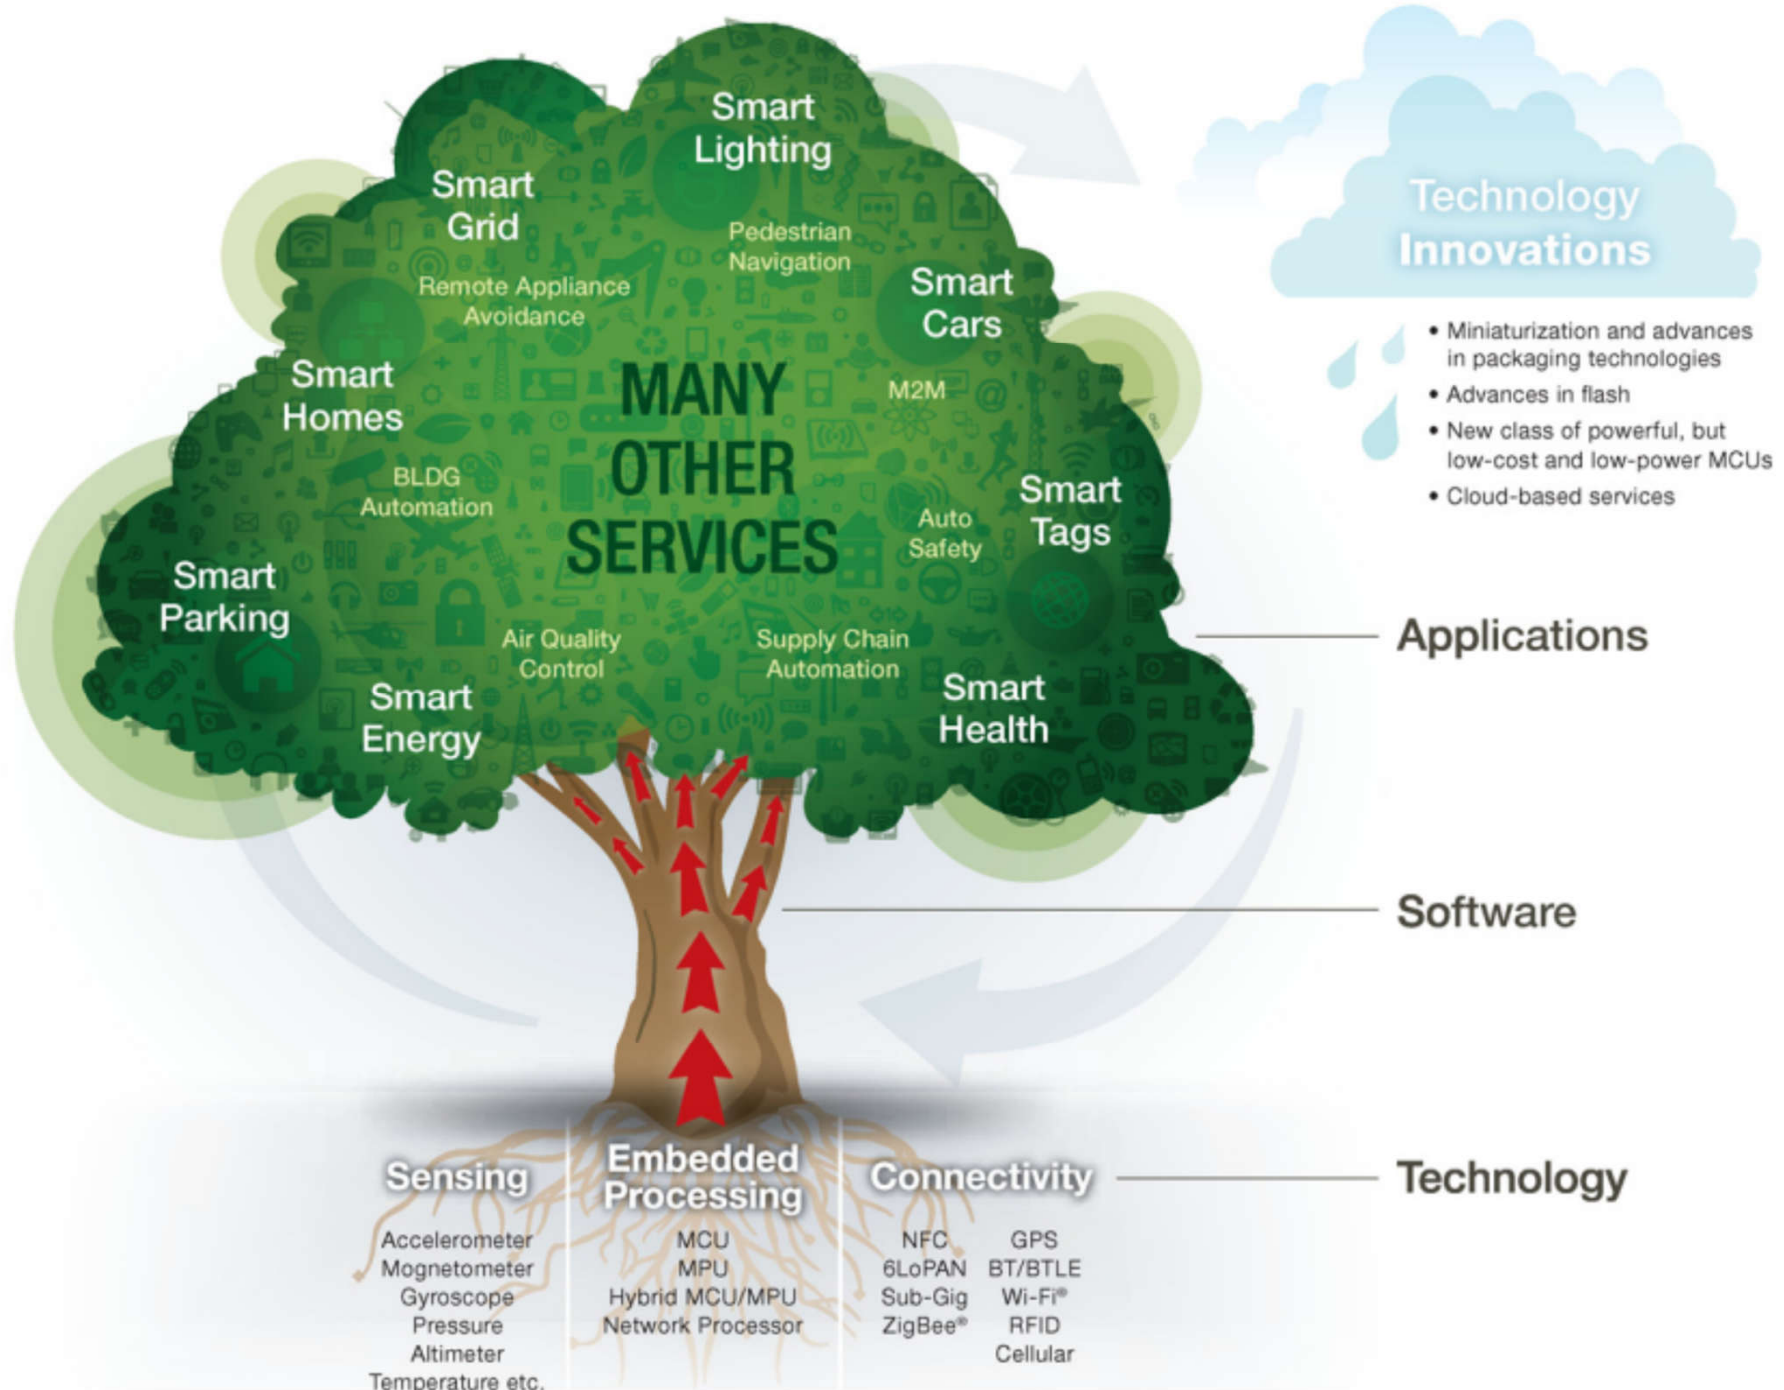 Smart
Lighting
Smart
Grid
Pedestrian
Navigation
Remote Appliance
Avoidance
Smart
Cars
Smart
Homes
MANY
OTHER
SERVICES
M2M
BLDG
Automation
Auto
Safety
Smart
Tags
Smart
Parking
Air Quality
Control
Supply Chain
Automation
Smart
Energy
Smart
Health
Technology
Innovations
• Miniaturization and advances
in packaging technologies
• Advances in flash
• New class of powerful, but
low-cost and low-power MCUs
• Cloud-based services
Applications
Software
Technology
Sensing
Accelerometer
Mognetometer
Gyroscope
Pressure
Altimeter
Temperature etc.
Embedded
Processing
MCU
MPU
Hybrid MCU/MPU
Network Processor
Connectivity
NFC
6LoPAN
Sub-Gig
ZigBee®
GPS
BT/BTLE
Wi-Fi®
RFID
Cellular